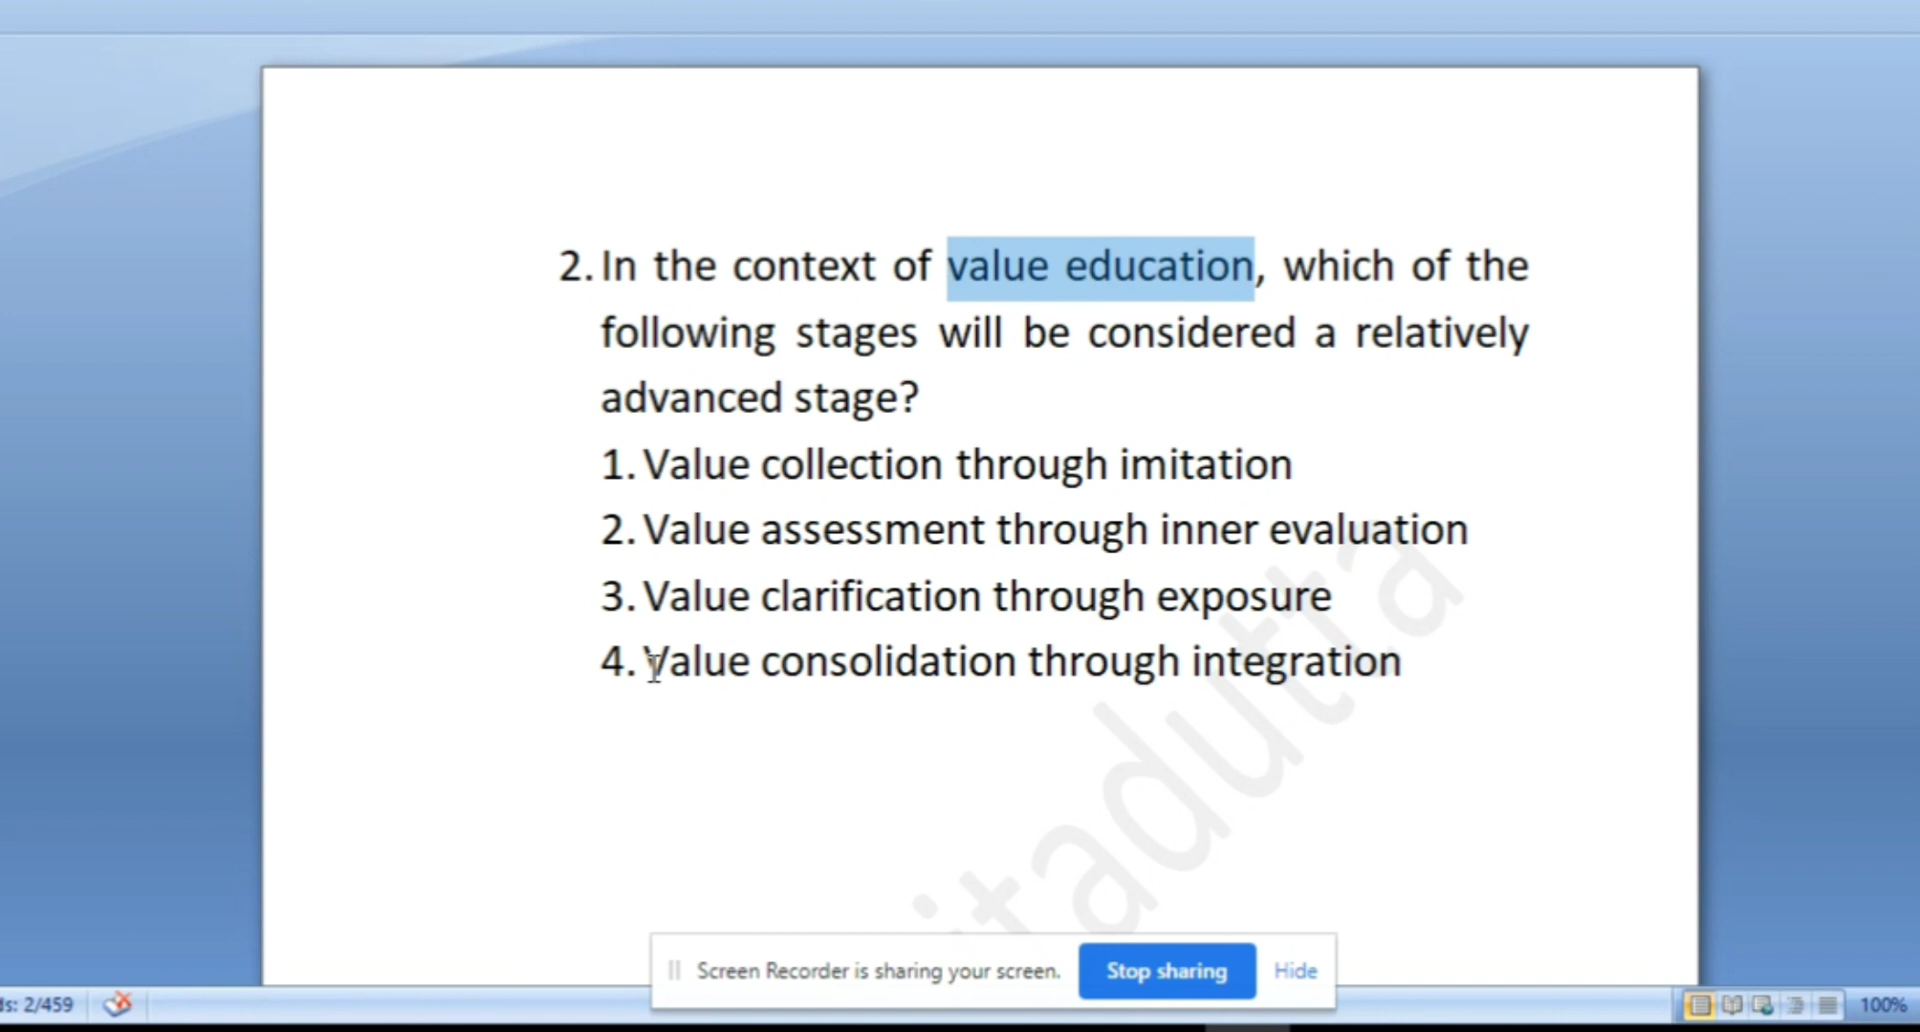 2. In the context of value education, which of the
following stages will be considered a relatively
advanced stage?
1. Value collection through imitation
2. Value assessment through inner evaluation
3. Value clarification through exposure
4. Value consolidation through integration
itadutta
Screen Recorder is sharing your screen. Stop sharing Hide
ds: 2/459 100%